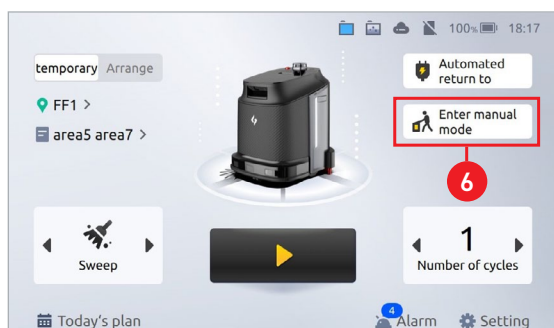 100% 18:17
temporary Arrange
Automated
return to
FF1 >
Enter manual
mode
area5 area7 >
6
Sweep
1
Number of cycles
Today's plan
4
Alarm
Setting